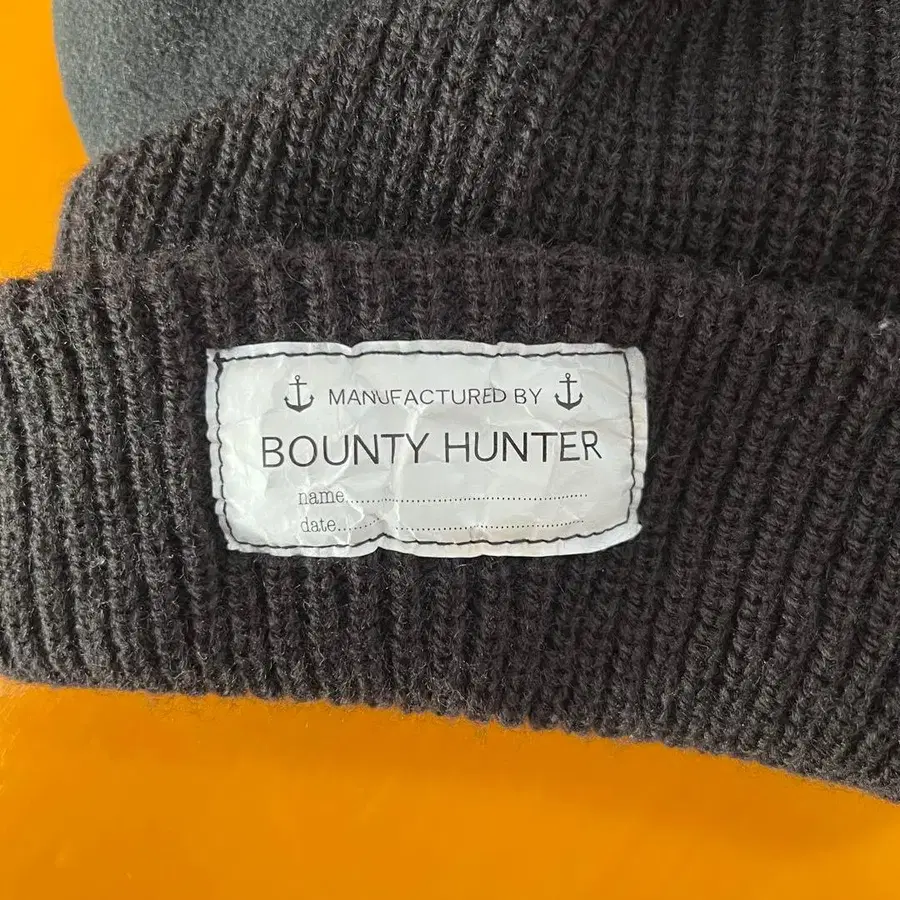 MANUFACTURED BY
BOUNTY HUNTER
name..............................................
date..............................................